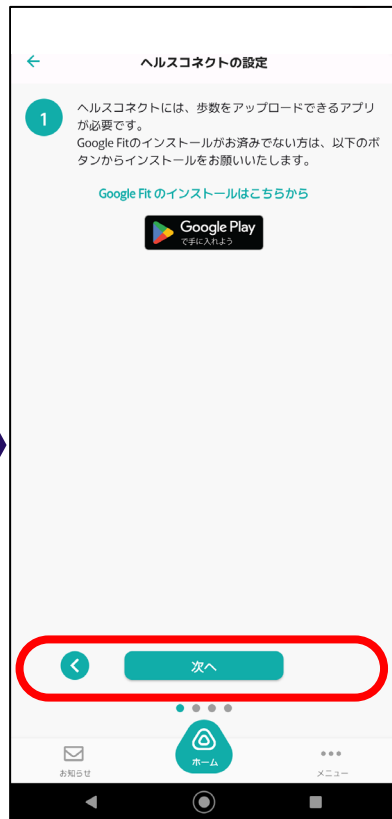 ヘルスコネクトの設定
1
ヘルスコネクトには、歩数をアップロードできるアプリ
が必要です。
Google Fitのインストールがお済みでない方は、以下のボ
タンからインストールをお願いいたします。
Google Fit のインストールはこちらから
Google Play
で手に入れよう
次へ
お知らせ
ホーム
メニュー